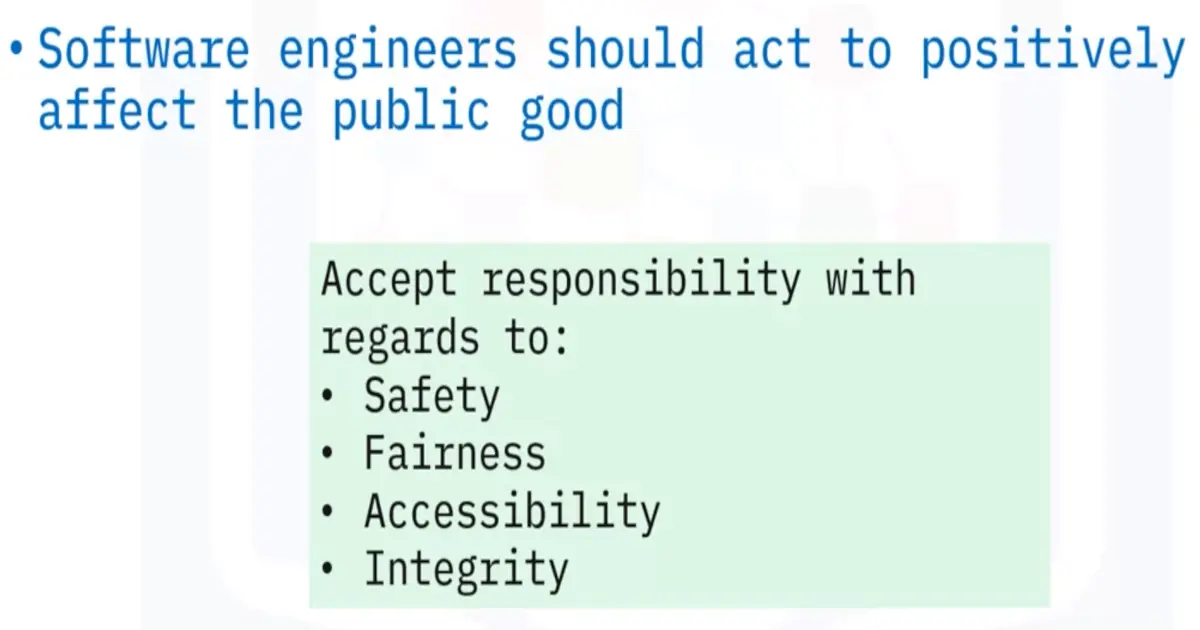 • Software engineers should act to positively
affect the public good
Accept responsibility with
regards to:
• Safety
• Fairness
• Accessibility
• Integrity